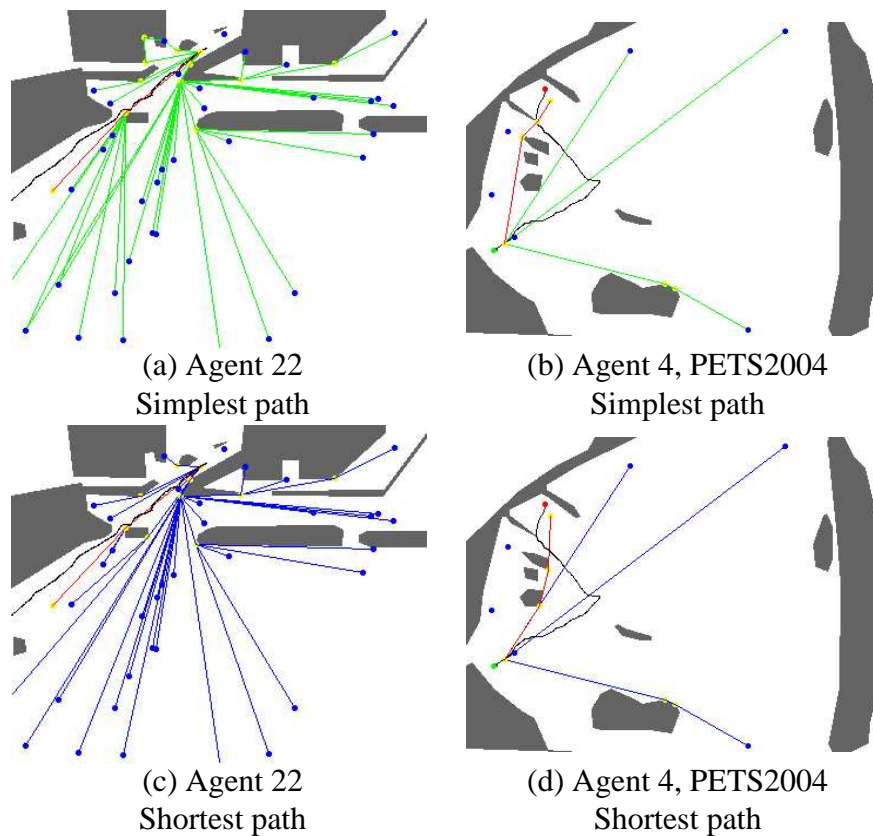 (a) Agent 22
Simplest path
(b) Agent 4, PETS2004
Simplest path
(c) Agent 22
Shortest path
(d) Agent 4, PETS2004
Shortest path